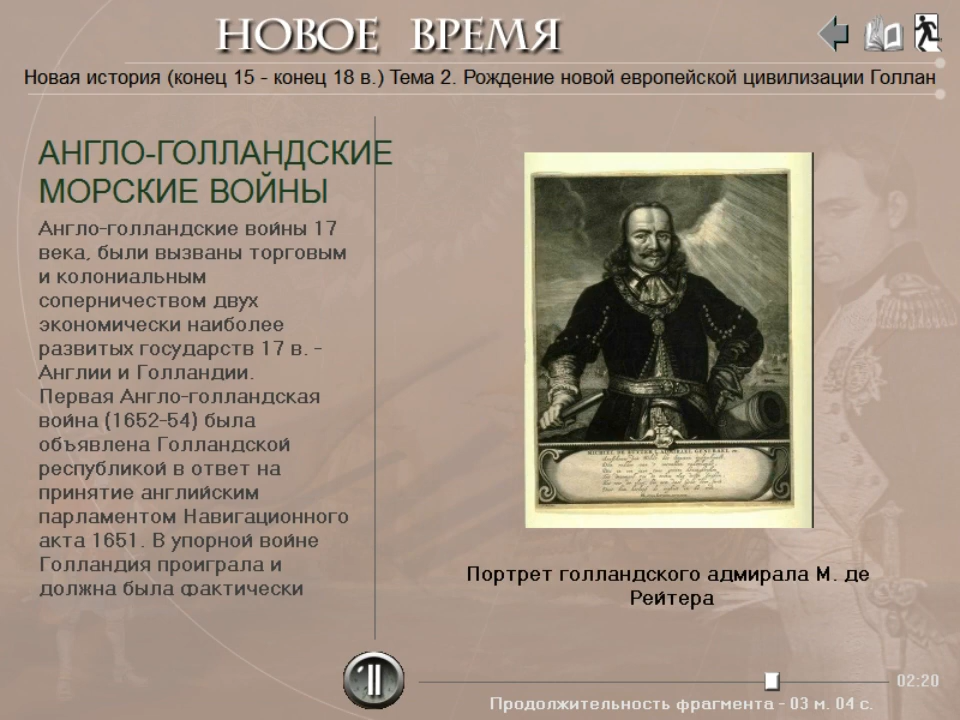 НОВОЕ ВРЕМЯ
Новая история (конец 15 - конец 18 в.) Тема 2. Рождение новой европейской цивилизации Голлан
АНГЛО-ГОЛЛАНДСКИЕ
МОРСКИЕ ВОЙНЫ
Англо-голландские войны 17
века, были вызваны торговым
и колониальным
соперничеством двух
экономически наиболее
развитых государств 17 в. -
Англии и Голландии.
Первая Англо-голландская
война (1652-54) была
объявлена Голландской
республикой в ответ на
принятие английским
парламентом Навигационного
акта 1651. В упорной войне
Голландия проиграла и
должна была фактически
Портрет голландского адмирала М. де
Рейтера
02:20
Продолжительность фрагмента - 03 м. 04 с.